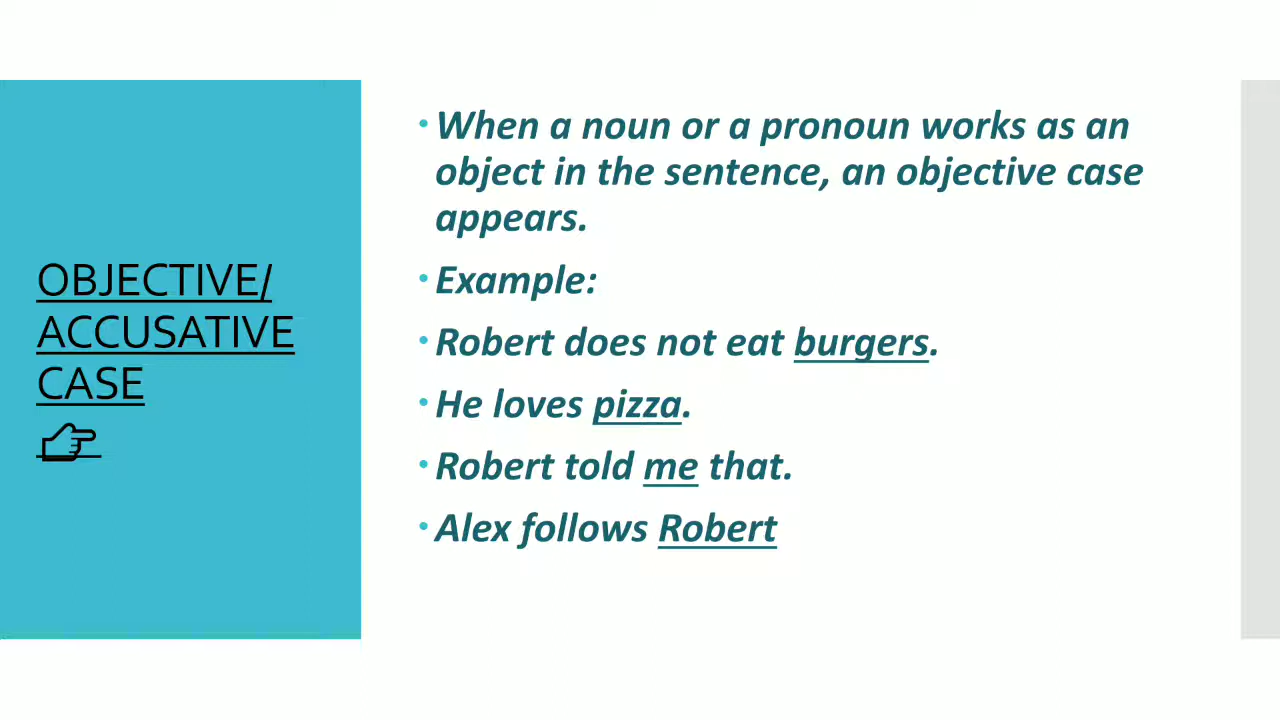 OBJECTIVE/
ACCUSATIVE
CASE
• When a noun or a pronoun works as an
object in the sentence, an objective case
appears.
• Example:
• Robert does not eat burgers.
• He loves pizza.
• Robert told me that.
• Alex follows Robert